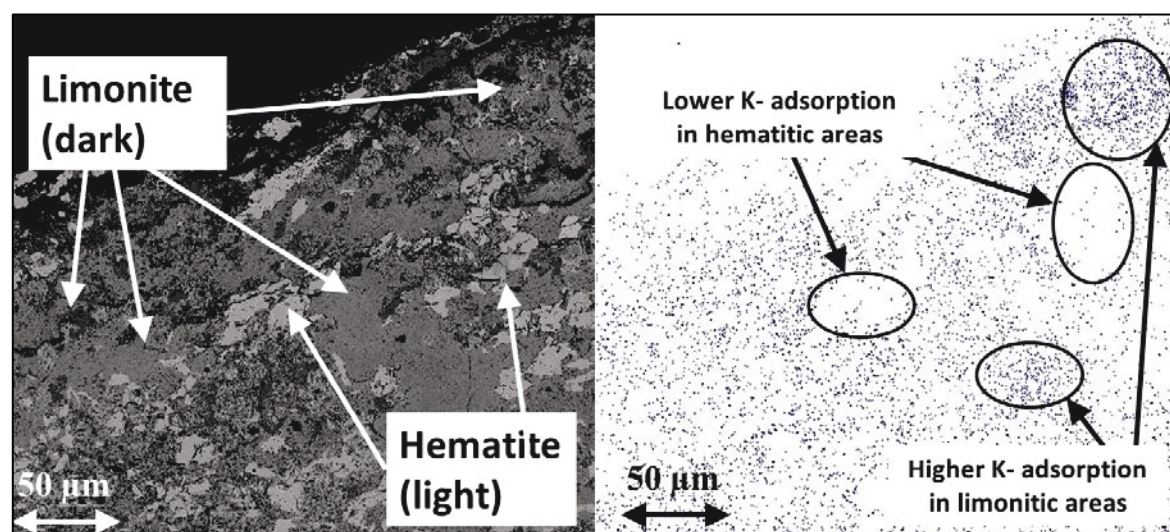 Limonite
(dark)
Hematite
(light)
50 μm
Lower K- adsorption
in hematitic areas
Higher K- adsorption
in limonitic areas
50 μm